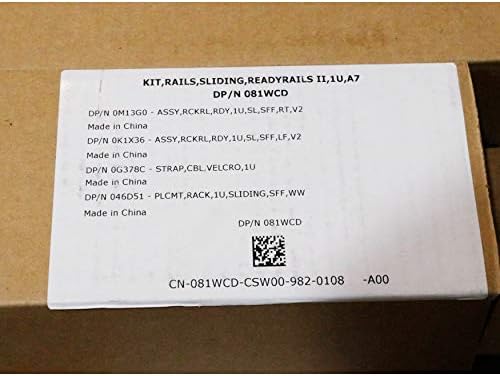 KIT,RAILS,SLIDING,READYRAILS II,1U,A7
DP/N 081WCD
DP/N 0M13G0 - ASSY,RCKRL,RDY,1U,SL,SFF,RT,V2
Made in China
DP/N 0K1X36 - ASSY,RCKRL,RDY,1U,SL,SFF,LF,V2
Made in China
DP/N 0G378C - STRAP,CBL,VELCRO,1U
Made in China
DP/N 046D51 - PLCMT,RACK,1U,SLIDING,SFF,WW
Made in China
DP/N 081WCD
CN-081WCD-CSW00-982-0108 -A00